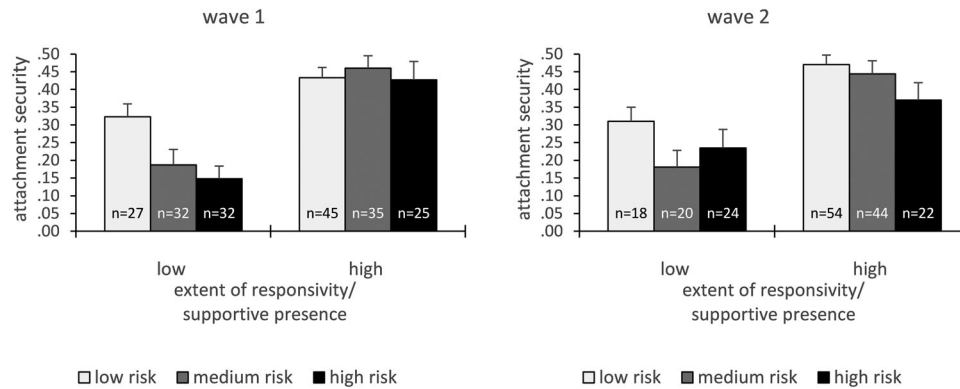 wave 1
attachment security
.50
.45
.40
.35
.30
.25
.20
.15
.10
.05
.00
n=27 n=32 n=32 n=45 n=35 n=25
low high
extent of responsivity/
supportive presence
low risk medium risk high risk
wave 2
attachment security
.50
.45
.40
.35
.30
.25
.20
.15
.10
.05
.00
n=18 n=20 n=24 n=54 n=44 n=22
low high
extent of responsivity/
supportive presence
low risk medium risk high risk